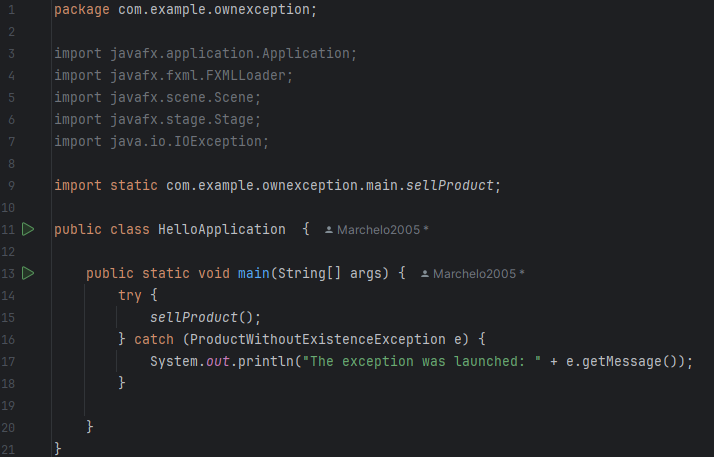 1 package com.example.ownexception;
2
3 import javafx.application.Application;
4 import javafx.fxml.FXMLLoader;
5 import javafx.scene.Scene;
6 import javafx.stage.Stage;
7 import java.io.IOException;
8
9 import static com.example.ownexception.main.sellProduct;
10
11 public class HelloApplication { Marchelo2005 *
12
13 public static void main(String[] args) { Marchelo2005 *
14 try {
15 sellProduct();
16 } catch (ProductWithoutExistenceException e) {
17 System.out.println("The exception was launched: " + e.getMessage());
18 }
19
20 }
21 }